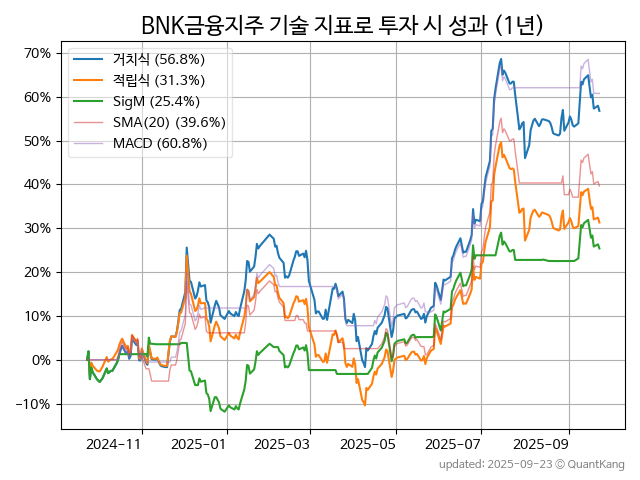 BNK금융지주 기술 지표로 투자 시 성과 (1년)
70%
60%
50%
40%
30%
20%
10%
0%
−10%
거치식 (56.8%)
적립식 (31.3%)
SigM (25.4%)
SMA(20) (39.6%)
MACD (60.8%)
2024-11 2025-01 2025-03 2025-05 2025-07 2025-09
updated: 2025-09-23 © QuantKang